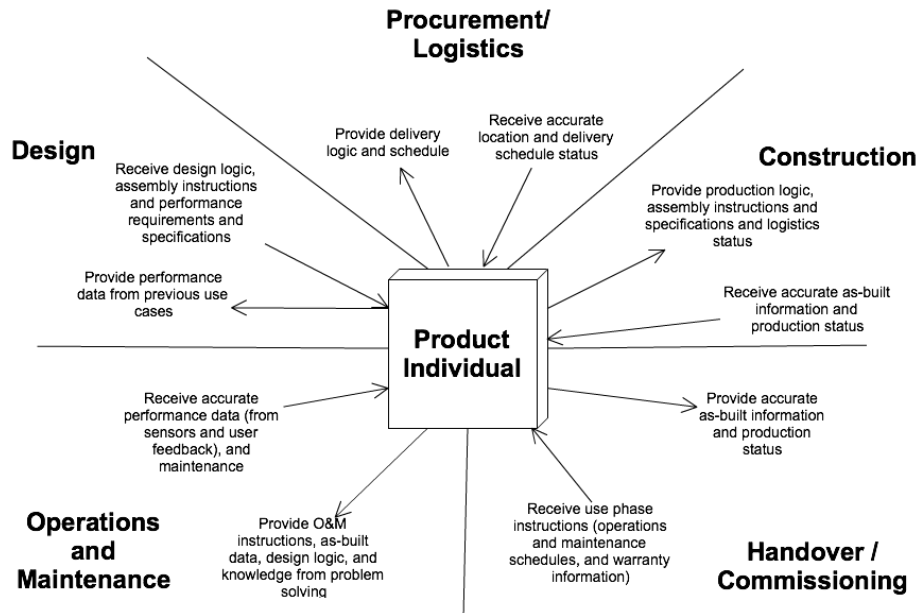 Procurement/
Logistics
Design
Construction
Provide delivery
logic and schedule
Receive accurate
location and delivery
schedule status
Receive design logic,
assembly instructions
and performance
requirements and
specifications
Provide production logic,
assembly instructions and
specifications and logistics
status
Provide performance
data from previous use
cases
Receive accurate as-built
information and
production status
Product
Individual
Receive accurate
performance data (from
sensors and user
feedback), and
maintenance
Provide accurate
as-built information
and production
status
Operations
and
Maintenance
Provide O&M
instructions, as-built
data, design logic, and
knowledge from problem
solving
Receive use phase
instructions (operations
and maintenance
schedules, and warranty
information)
Handover /
Commissioning